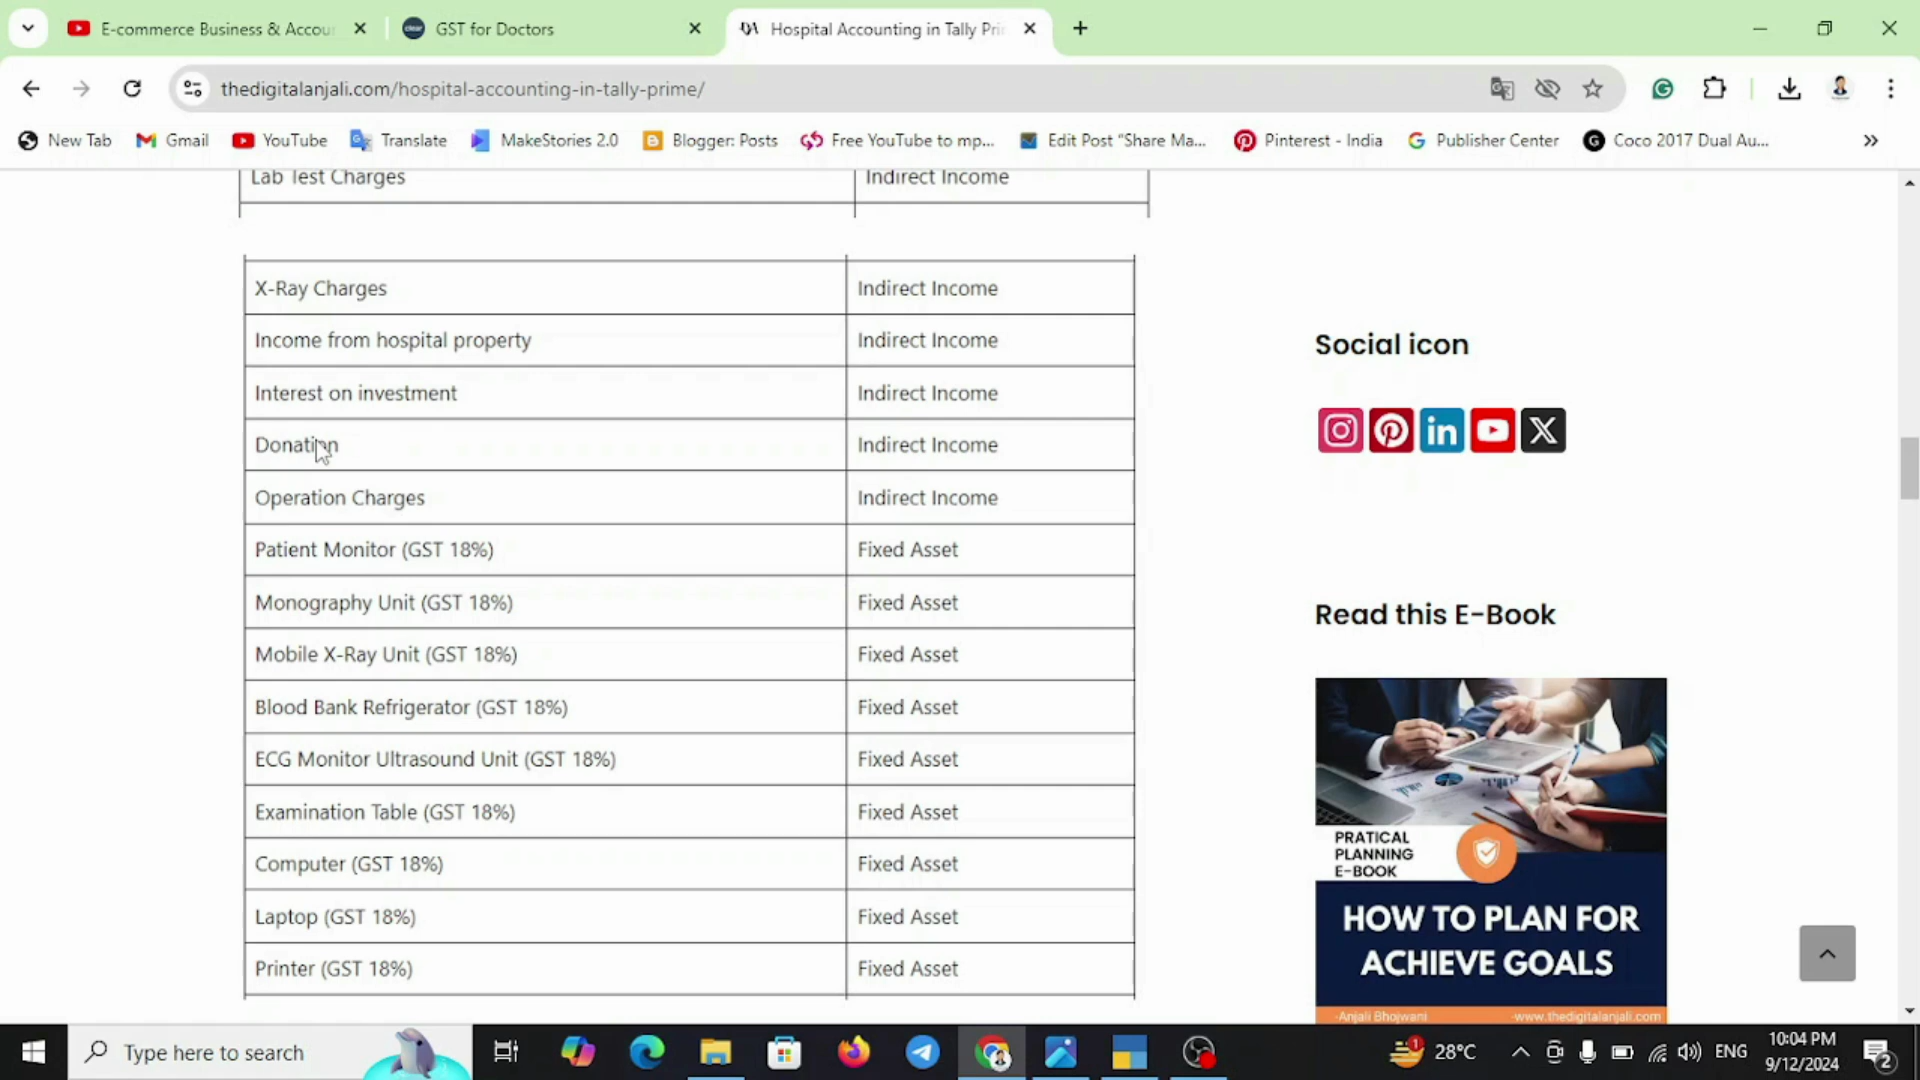 E-commerce Business & Accou
GST for Doctors
Hospital Accounting in Tally Pri
thedigitalanjali.com/hospital-accounting-in-tally-prime/
New Tab
Gmail
YouTube
Translate
MakeStories 2.0
Blogger: Posts
Free YouTube to mp...
Edit Post “Share Ma...
Pinterest - India
Publisher Center
Coco 2017 Dual Au...
Lab Test Charges Indirect Income
X-Ray Charges Indirect Income
Income from hospital property Indirect Income
Interest on investment Indirect Income
Donation Indirect Income
Operation Charges Indirect Income
Patient Monitor (GST 18%) Fixed Asset
Monography Unit (GST 18%) Fixed Asset
Mobile X-Ray Unit (GST 18%) Fixed Asset
Blood Bank Refrigerator (GST 18%) Fixed Asset
ECG Monitor Ultrasound Unit (GST 18%) Fixed Asset
Examination Table (GST 18%) Fixed Asset
Computer (GST 18%) Fixed Asset
Laptop (GST 18%) Fixed Asset
Printer (GST 18%) Fixed Asset
Social icon
Read this E-Book
PRATICAL
PLANNING
E-BOOK
HOW TO PLAN FOR
ACHIEVE GOALS
-Anjali Bhojwani -www.thedigitalanjali.com
Type here to search
28°C
ENG
10:04 PM
9/12/2024
2